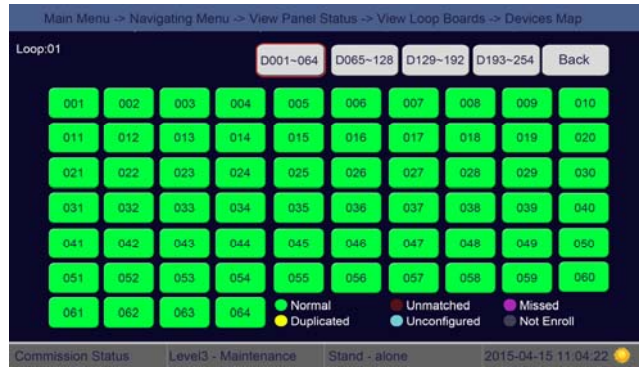 Main Menu -> Navigating Menu -> View Panel Status -> View Loop Boards -> Devices Map
Loop:01 D001~064 D065~128 D129~192 D193~254 Back
001 002 003 004 005 006 007 008 009 010
011 012 013 014 015 016 017 018 019 020
021 022 023 024 025 026 027 028 029 030
031 032 033 034 035 036 037 038 039 040
041 042 043 044 045 046 047 048 049 050
051 052 053 054 055 056 057 058 059 060
061 062 063 064 Normal Unmatched Missed
Duplicated Unconfigured Not Enroll
Commission Status Level3 - Maintenance Stand - alone 2015-04-15 11:04:22